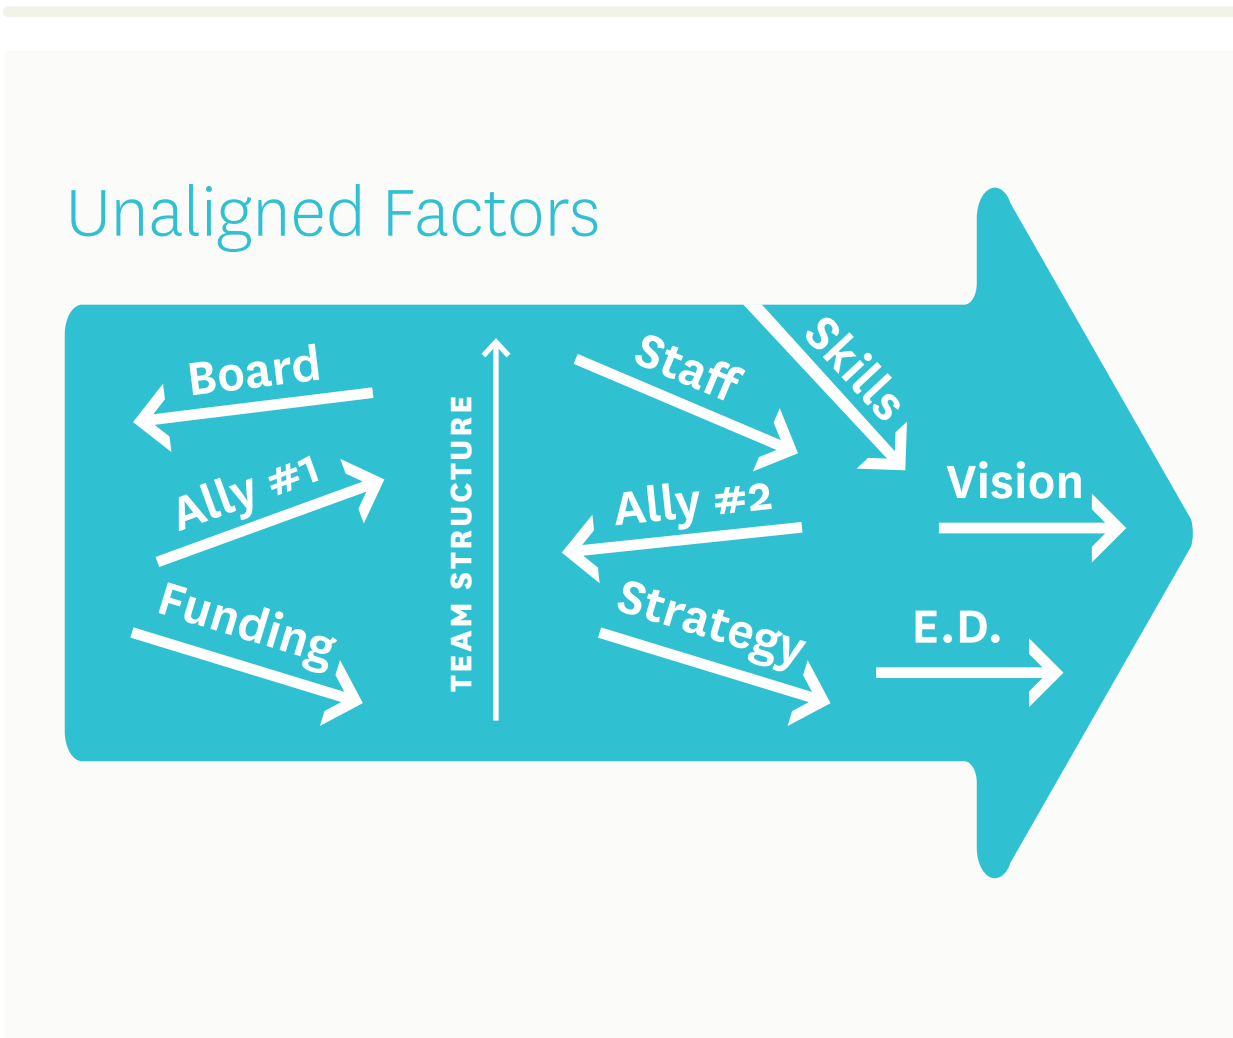 Unaligned Factors
Board
Ally #1
Funding
TEAM STRUCTURE
Staff
Skills
Ally #2
Strategy
Vision
E.D.